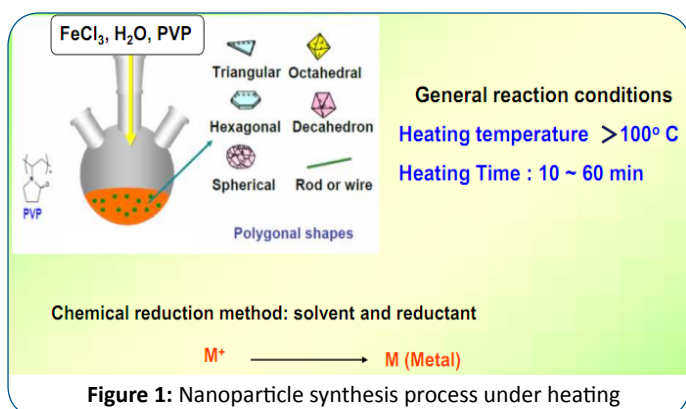 FeCl₃, H₂O, PVP
Triangular Octahedral
Hexagonal Decahedron
Spherical Rod or wire
Polygonal shapes
PVP
General reaction conditions
Heating temperature >100° C
Heating Time : 10 ~ 60 min
Chemical reduction method: solvent and reductant
M⁺ → M (Metal)
Figure 1: Nanoparticle synthesis process under heating